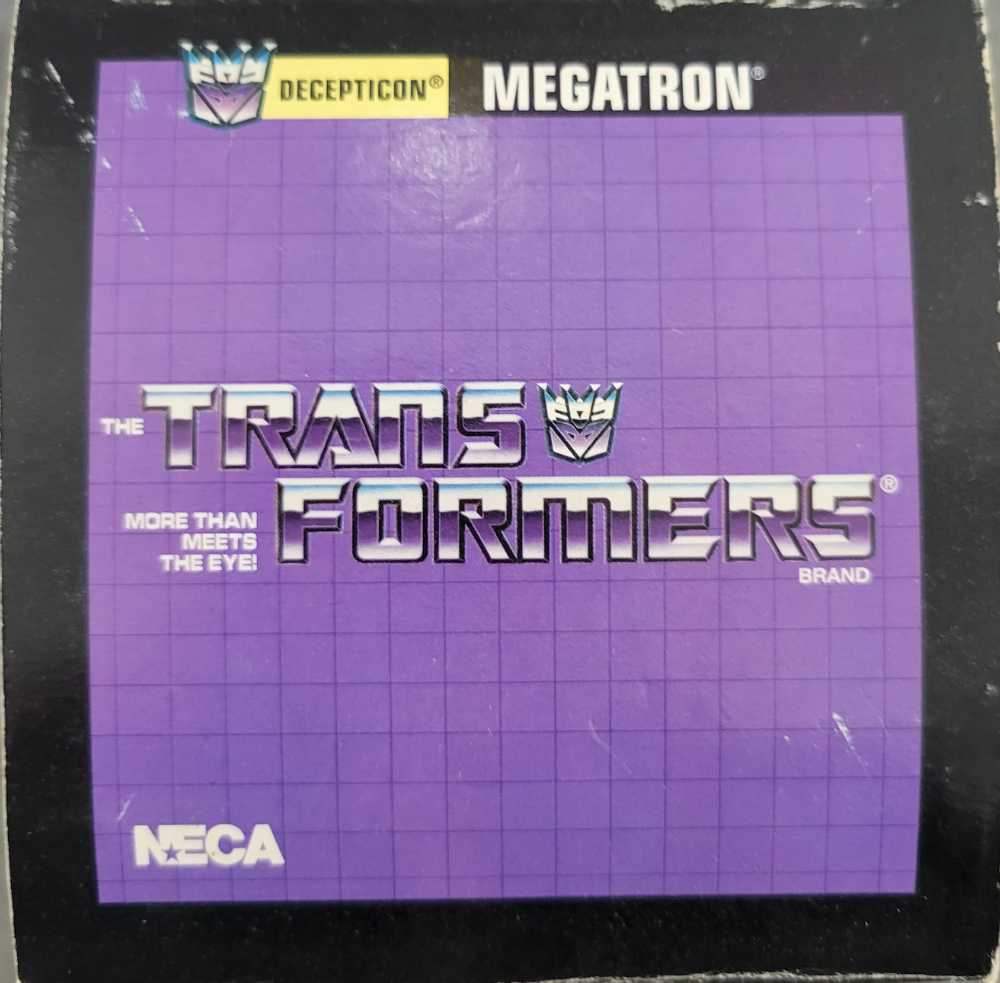 DECEPTICON® MEGATRON®
THE TRANS
FORMERS®
MORE THAN
MEETS
THE EYE!
BRAND
NECA